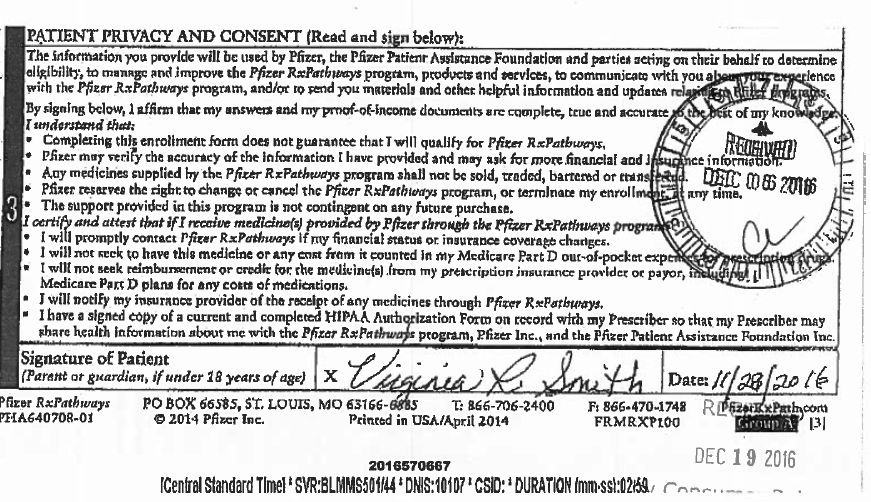 PATIENT PRIVACY AND CONSENT (Read and sign below):
The information you provide will be used by Pfizer, the Pfizer Patient Assistance Foundation and parties acting on their behalf to determine
eligibility, to manage and improve the Pfizer RxPathways program, products and services, to communicate with you about your experience
with the Pfizer RxPathways program, and/or to send you materials and other helpful information and updates relating to Pfizer programs.
By signing below, I affirm that my answers and my proof-of-income documents are complete, true and accurate to the best of my knowledge.
I understand that:
• Completing this enrollment form does not guarantee that I will qualify for Pfizer RxPathways.
• Pfizer may verify the accuracy of the information I have provided and may ask for more financial and insurance information.
• Any medicines supplied by the Pfizer RxPathways program shall not be sold, traded, bartered or transferred.
• Pfizer reserves the right to change or cancel the Pfizer RxPathways program, or terminate my enrollment, at any time.
• The support provided in this program is not contingent on any future purchase.
3
I certify and attest that if I receive medicine(s) provided by Pfizer through the Pfizer RxPathways program:
• I will promptly contact Pfizer RxPathways if my financial status or insurance coverage changes.
• I will not seek to have this medicine or any cost from it counted in my Medicare Part D out-of-pocket expenses for prescription drugs.
• I will not seek reimbursement or credit for the medicine(s) from my prescription insurance provider or payor, including
Medicare Part D plans for any costs of medications.
• I will notify my insurance provider of the receipt of any medicines through Pfizer RxPathways.
• I have a signed copy of a current and completed HIPAA Authorization Form on record with my Prescriber so that my Prescriber may
share health information about me with the Pfizer RxPathways program, Pfizer Inc., and the Pfizer Patient Assistance Foundation Inc.
RECEIVED
DEC 06 2016
Signature of Patient
(Parent or guardian, if under 18 years of age)
X Virginia R. Smith
Date: 11/28/2016
Pfizer RxPathways PO BOX 66585, ST. LOUIS, MO 63166-6585 T: 866-706-2400 F: 866-470-1748 PfizerRxPath.com
PHA640708-01 © 2014 Pfizer Inc. Printed in USA/April 2014 FRMRXP100 Group A [3]
DEC 19 2016
2016570667
[Central Standard Time] * SVR:BLMMS501/44 * DNIS:10107 * CSID: * DURATION (mm-ss):02-59